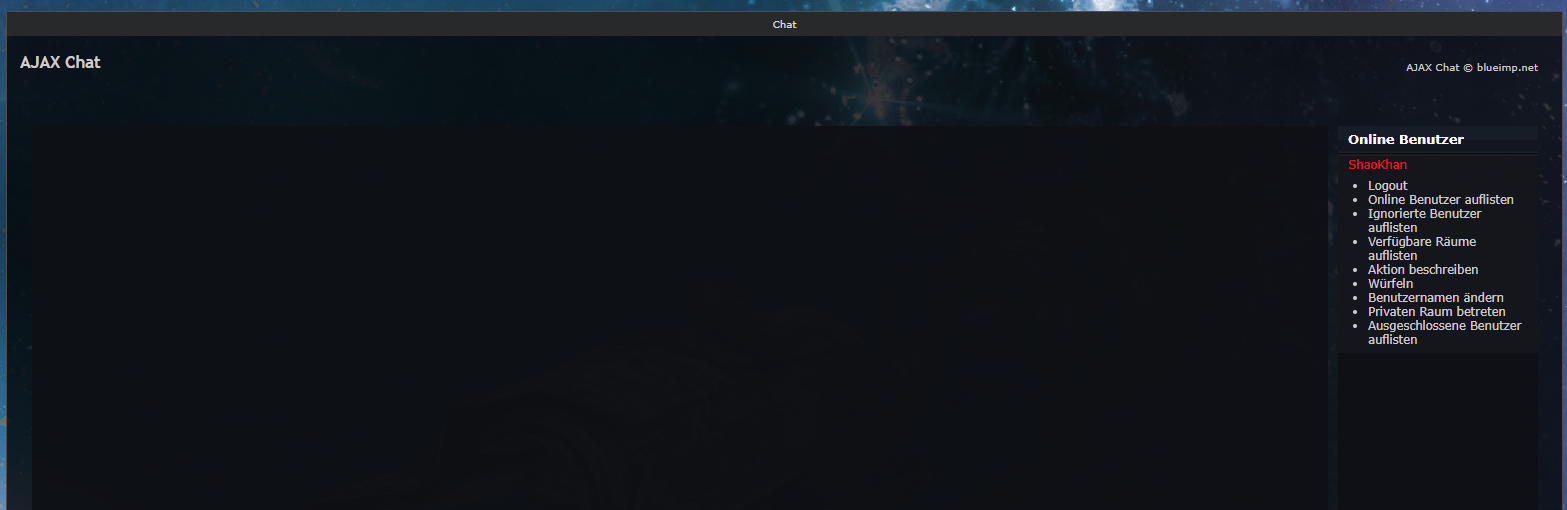 Chat
AJAX Chat
AJAX Chat © blueimp.net
Online Benutzer
ShaoKhan
Logout
Online Benutzer auflisten
Ignorierte Benutzer
auflisten
Verfügbare Räume
auflisten
Aktion beschreiben
Würfeln
Benutzernamen ändern
Privaten Raum betreten
Ausgeschlossene Benutzer
auflisten